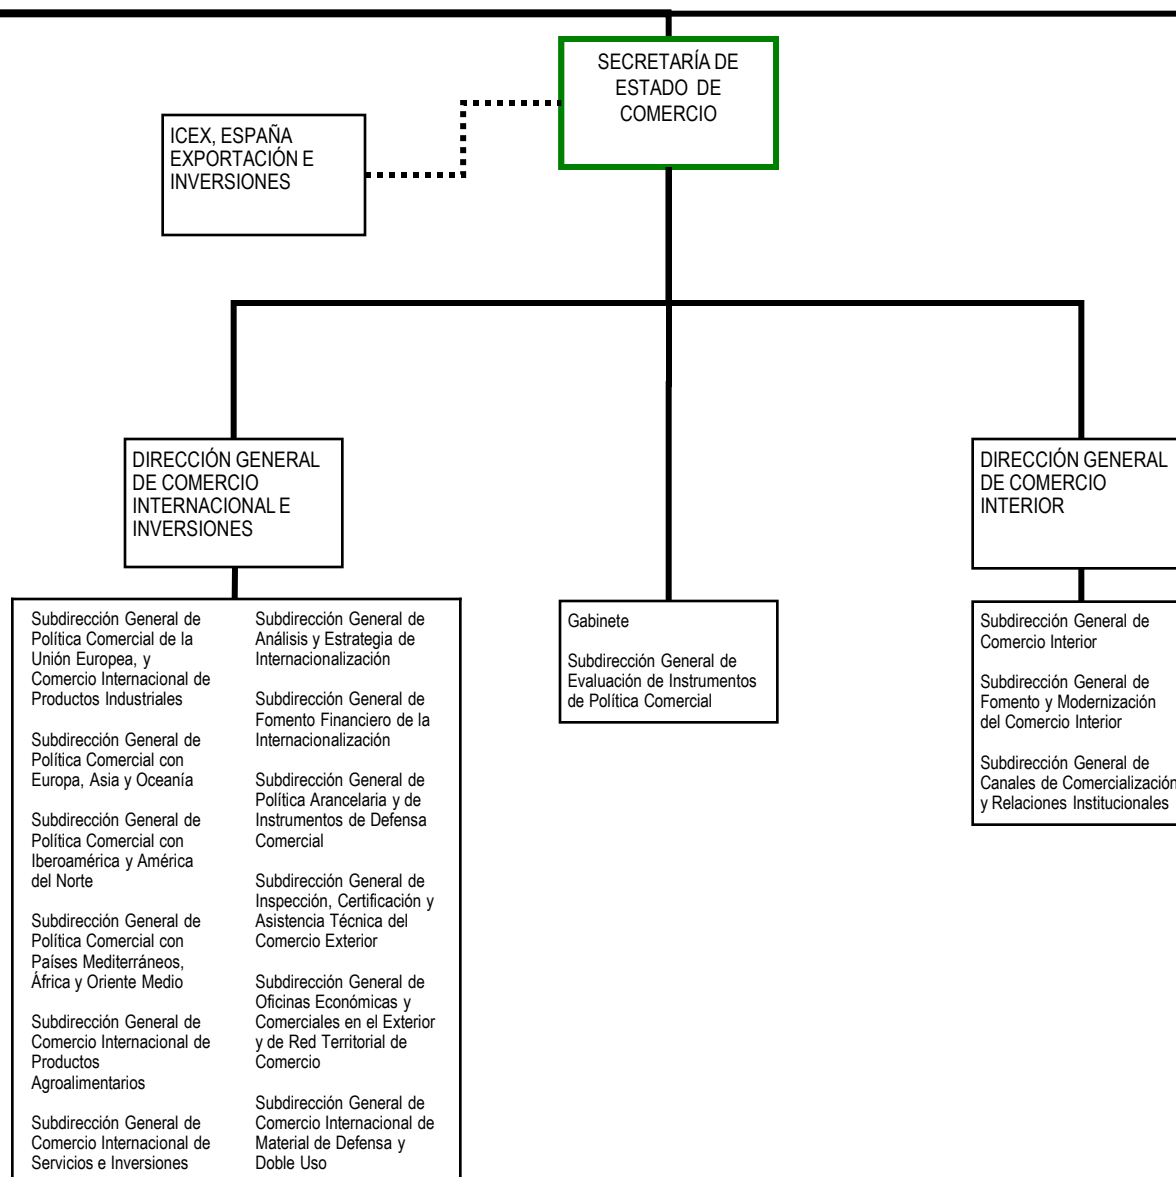 SECRETARÍA DE
ESTADO DE
COMERCIO
ICEX, ESPAÑA
EXPORTACIÓN E
INVERSIONES
DIRECCIÓN GENERAL
DE COMERCIO
INTERNACIONAL E
INVERSIONES
Subdirección General de
Política Comercial de la
Unión Europea, y
Comercio Internacional de
Productos Industriales
Subdirección General de
Política Comercial con
Europa, Asia y Oceanía
Subdirección General de
Política Comercial con
Iberoamérica y América
del Norte
Subdirección General de
Política Comercial con
Países Mediterráneos,
África y Oriente Medio
Subdirección General de
Comercio Internacional de
Productos
Agroalimentarios
Subdirección General de
Comercio Internacional de
Servicios e Inversiones
Subdirección General de
Análisis y Estrategia de
Internacionalización
Subdirección General de
Fomento Financiero de la
Internacionalización
Subdirección General de
Política Arancelaria y de
Instrumentos de Defensa
Comercial
Subdirección General de
Inspección, Certificación y
Asistencia Técnica del
Comercio Exterior
Subdirección General de
Oficinas Económicas y
Comerciales en el Exterior
y de Red Territorial de
Comercio
Subdirección General de
Comercio Internacional de
Material de Defensa y
Doble Uso
Gabinete
Subdirección General de
Evaluación de Instrumentos
de Política Comercial
DIRECCIÓN GENERAL
DE COMERCIO
INTERIOR
Subdirección General de
Comercio Interior
Subdirección General de
Fomento y Modernización
del Comercio Interior
Subdirección General de
Canales de Comercialización
y Relaciones Institucionales